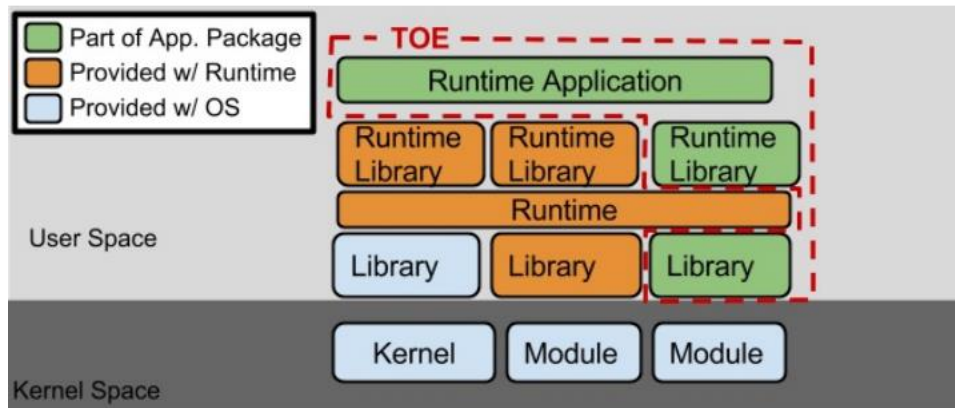 Part of App. Package
Provided w/ Runtime
Provided w/ OS
TOE
Runtime Application
Runtime
Library
Runtime
Library
Runtime
Library
Runtime
User Space
Library
Library
Library
Kernel
Module
Module
Kernel Space